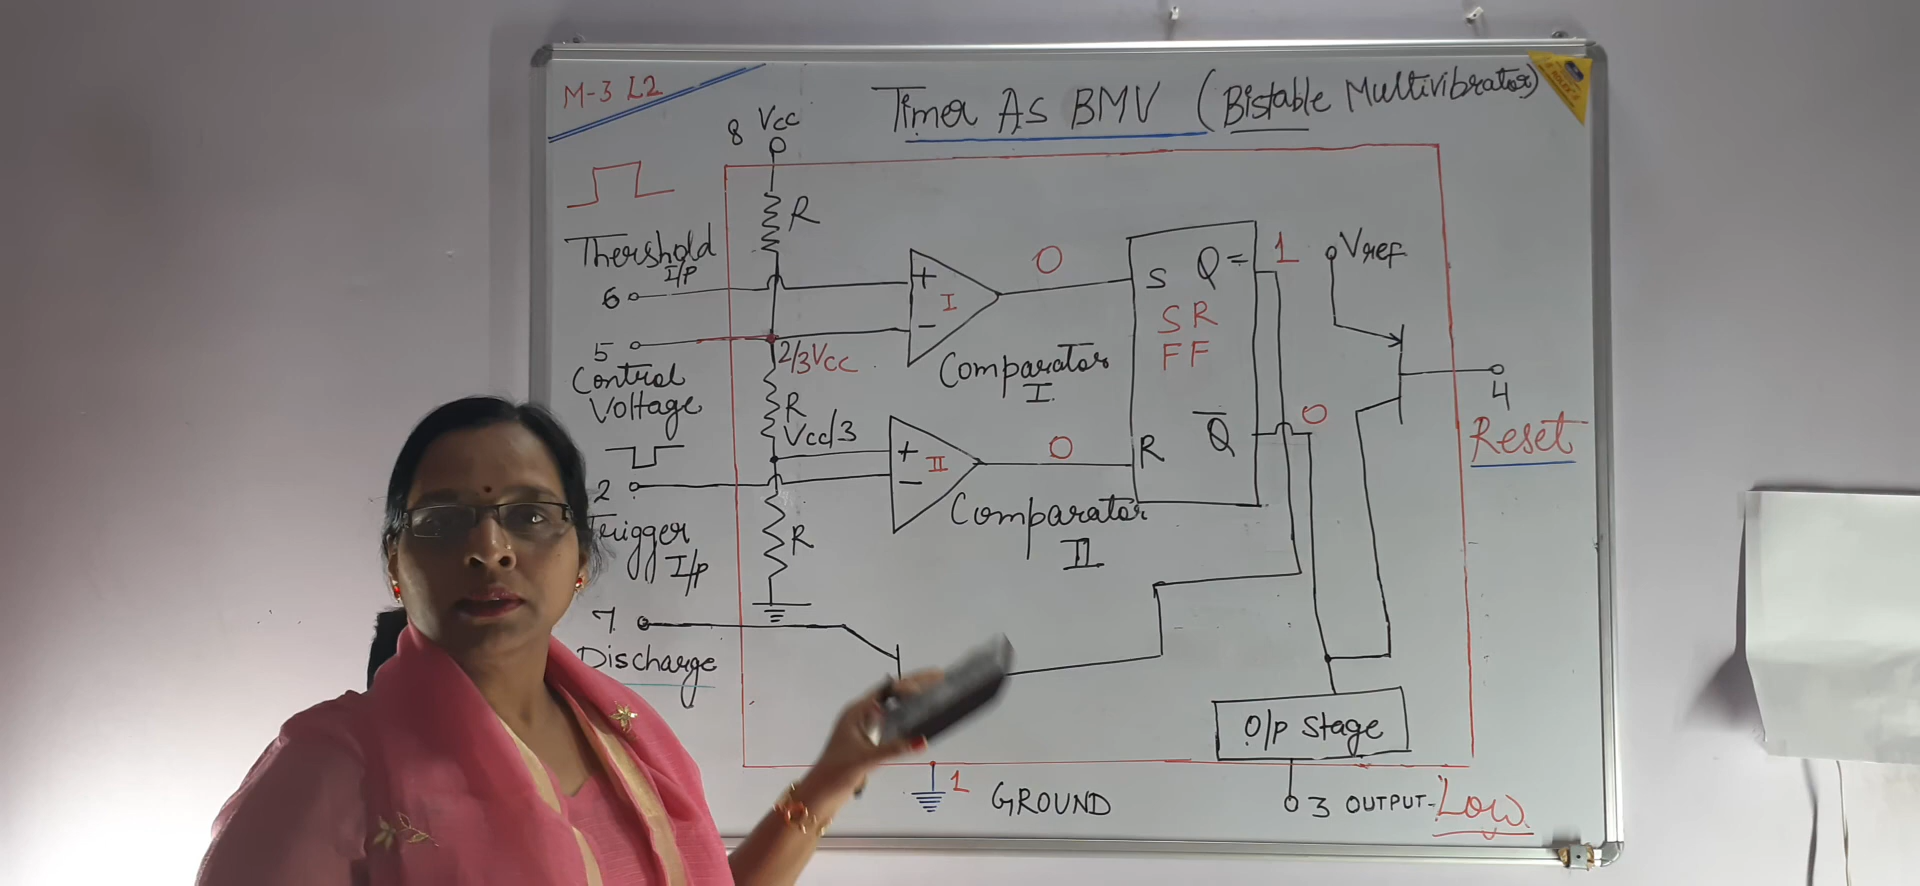 M-3 L2
Timer As BMV (Bistable Multivibrator)
8 Vcc
R
Thershold
I/P
6
5
2/3Vcc
Control
Voltage
R
Vcc/3
2
Trigger
I/p
R
7
Discharge
+
I
-
Comparator
I
+
II
-
Comparator
II
0
0
S Q = 1
S R
F F
R Q̅ 0
Vref
4
Reset
O/p Stage
1 GROUND
3 OUTPUT-Low